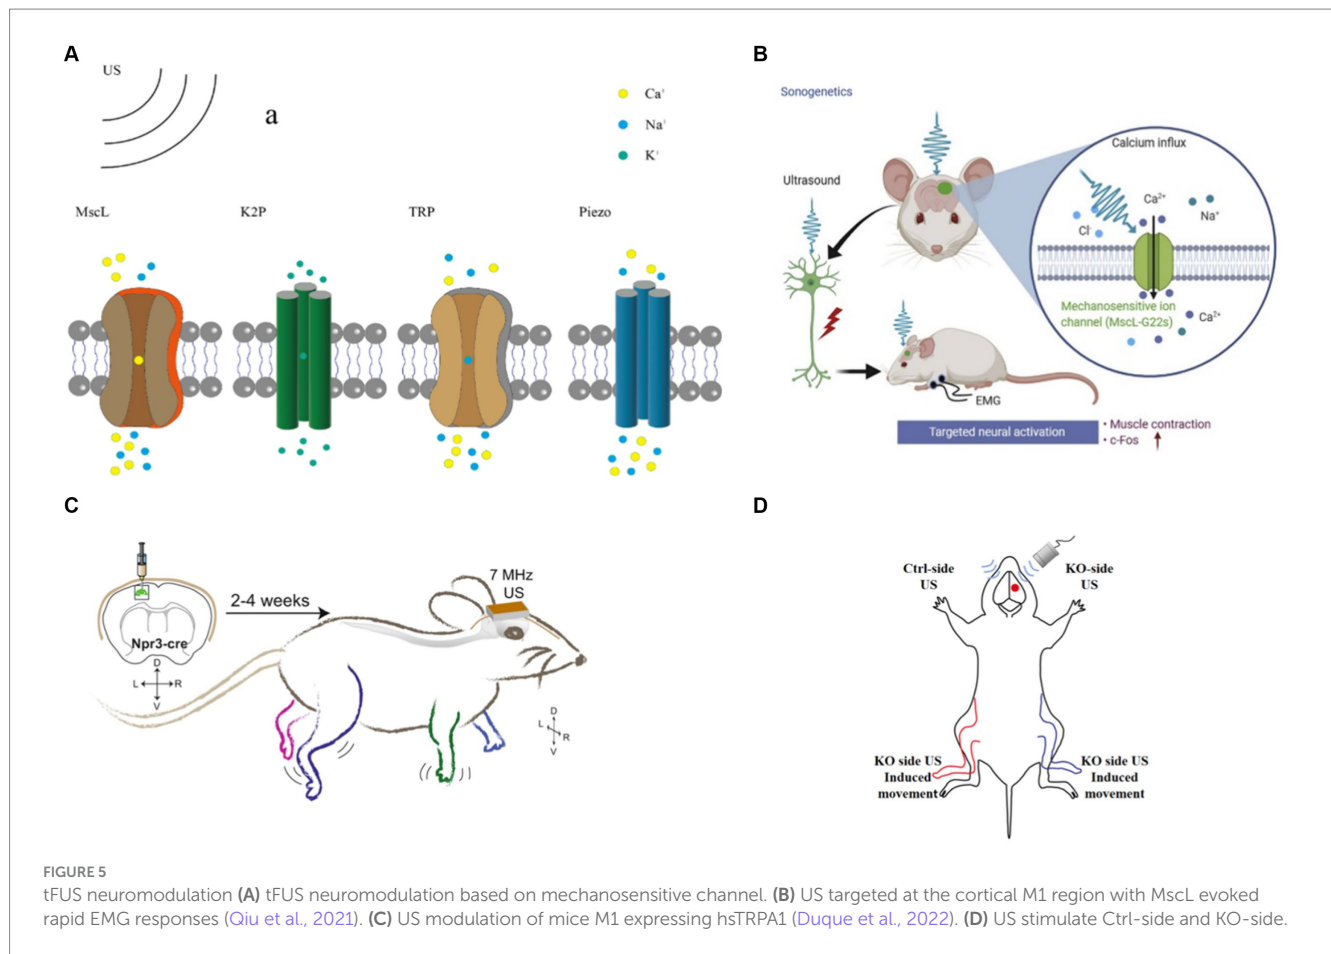 A
US
a
Ca⁺
Na⁺
K⁺
MscL
K2P
TRP
Piezo
B
Sonogenetics
Ultrasound
Calcium influx
Ca²⁺
Na⁺
Cl⁻
Mechanosensitive ion
channel (MscL-G22s)
Ca²⁺
EMG
Targeted neural activation
• Muscle contraction
• c-Fos
C
7 MHz
US
2-4 weeks
Npr3-cre
D
L
R
V
D
L
R
V
D
Ctrl-side
US
KO-side
US
KO side US
Induced
movement
KO side US
Induced
movement
FIGURE 5
tFUS neuromodulation (A) tFUS neuromodulation based on mechanosensitive channel. (B) US targeted at the cortical M1 region with MscL evoked
rapid EMG responses (Qiu et al., 2021). (C) US modulation of mice M1 expressing hsTRPA1 (Duque et al., 2022). (D) US stimulate Ctrl-side and KO-side.